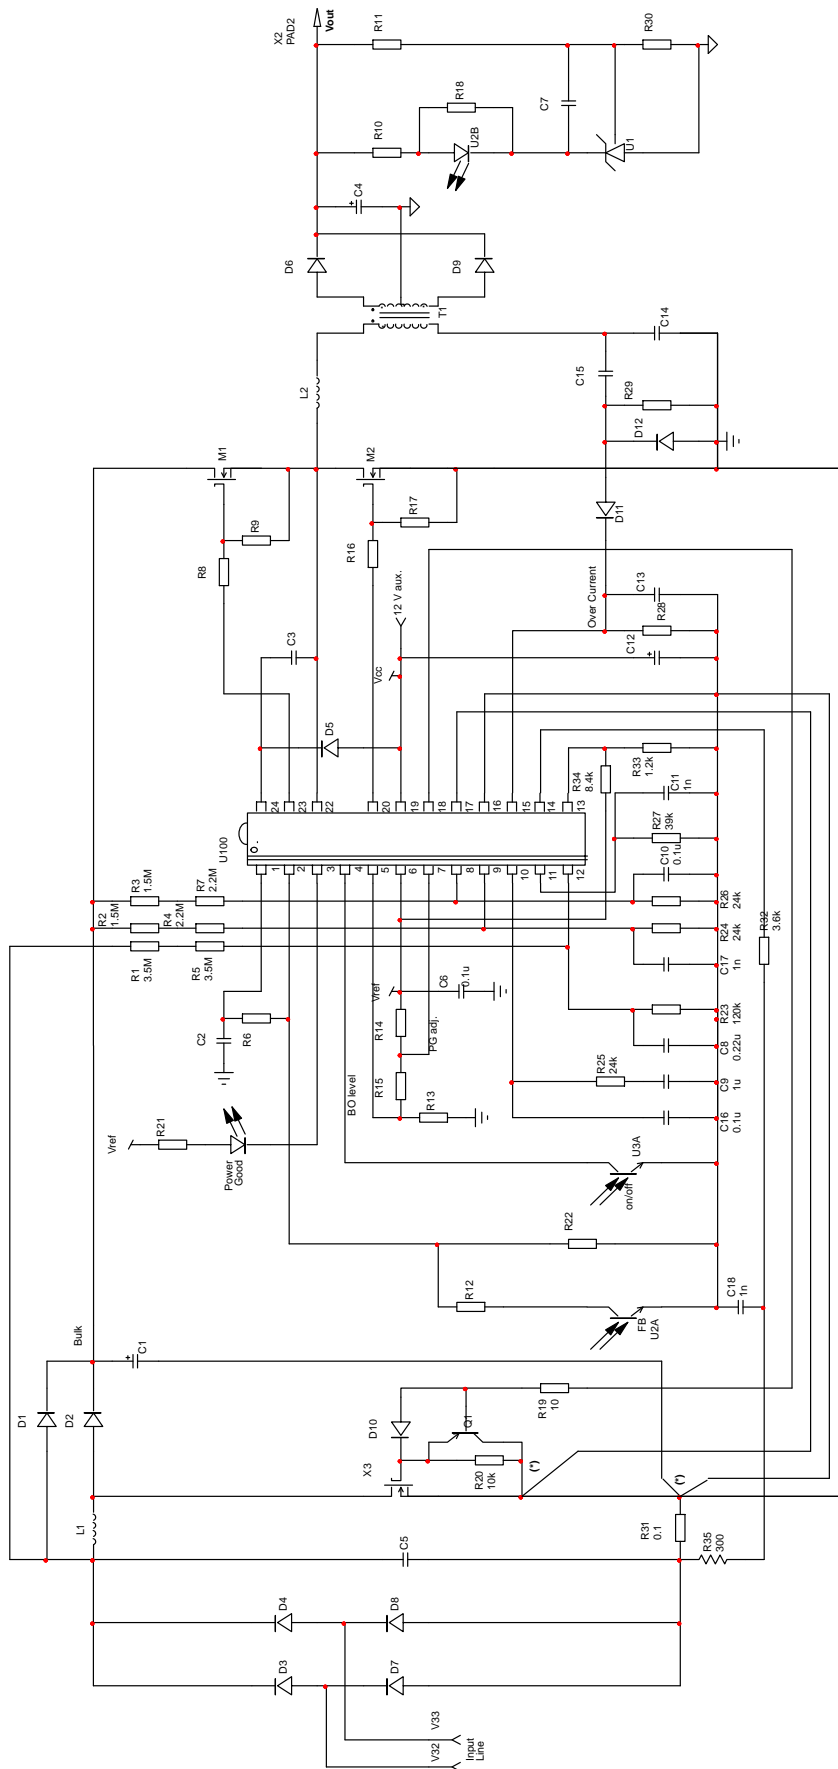 X2
PAD2
Vout
R11
R30
R18
C7
R10
U2B
U1
C4
D6
D9
T1
C14
C15
L2
R29
D12
M1
M2
D11
R9
R17
R8
R16
12 V aux.
Over Current
C13
R28
C3
C12
Vcc
D5
R34
8.4k
R33
1.2k
C11
1n
U100
24
23
22
20
19
18
17
16
15
14
13
1
2
3
4
5
6
7
8
9
10
11
12
R27
39k
C10
0.1u
R3
1.5M
R7
2.2M
R2
1.5M
R4
2.2M
R1
3.5M
R5
3.5M
R26
24k
R24
24k
R32
3.6k
C17
1n
Vref
C6
0.1u
C2
R6
R14
PG adj.
R23
120k
C8
0.22u
BO level
R15
R25
24k
C9
1u
R13
C16
0.1u
Vref
R21
Power
Good
U3A
on/off
R22
R12
C18
1n
FB
U2A
Bulk
C1
D1
D2
D10
Q1
R19
10
X3
R20
10k
(*)
(*)
L1
C5
R31
0.1
R35
300
D4
D8
D3
D7
V33
V32
Input
Line